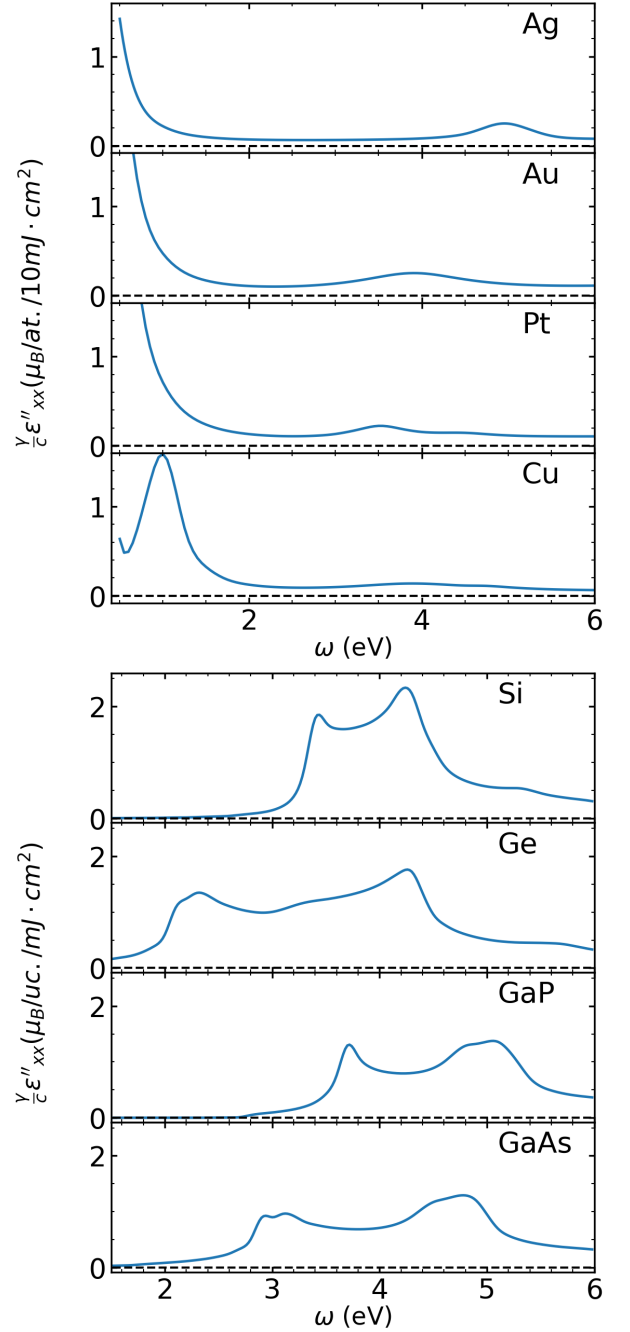 Ag
1
0
Au
1
0
Pt
1
0
Cu
1
0
2 4 6
ω (eV)
γ/c ε''xx(μB/at./10mJ · cm²)
Si
2
0
Ge
2
0
GaP
2
0
GaAs
2
0
2 3 4 5 6
ω (eV)
γ/c ε''xx(μB/uc./mJ · cm²)